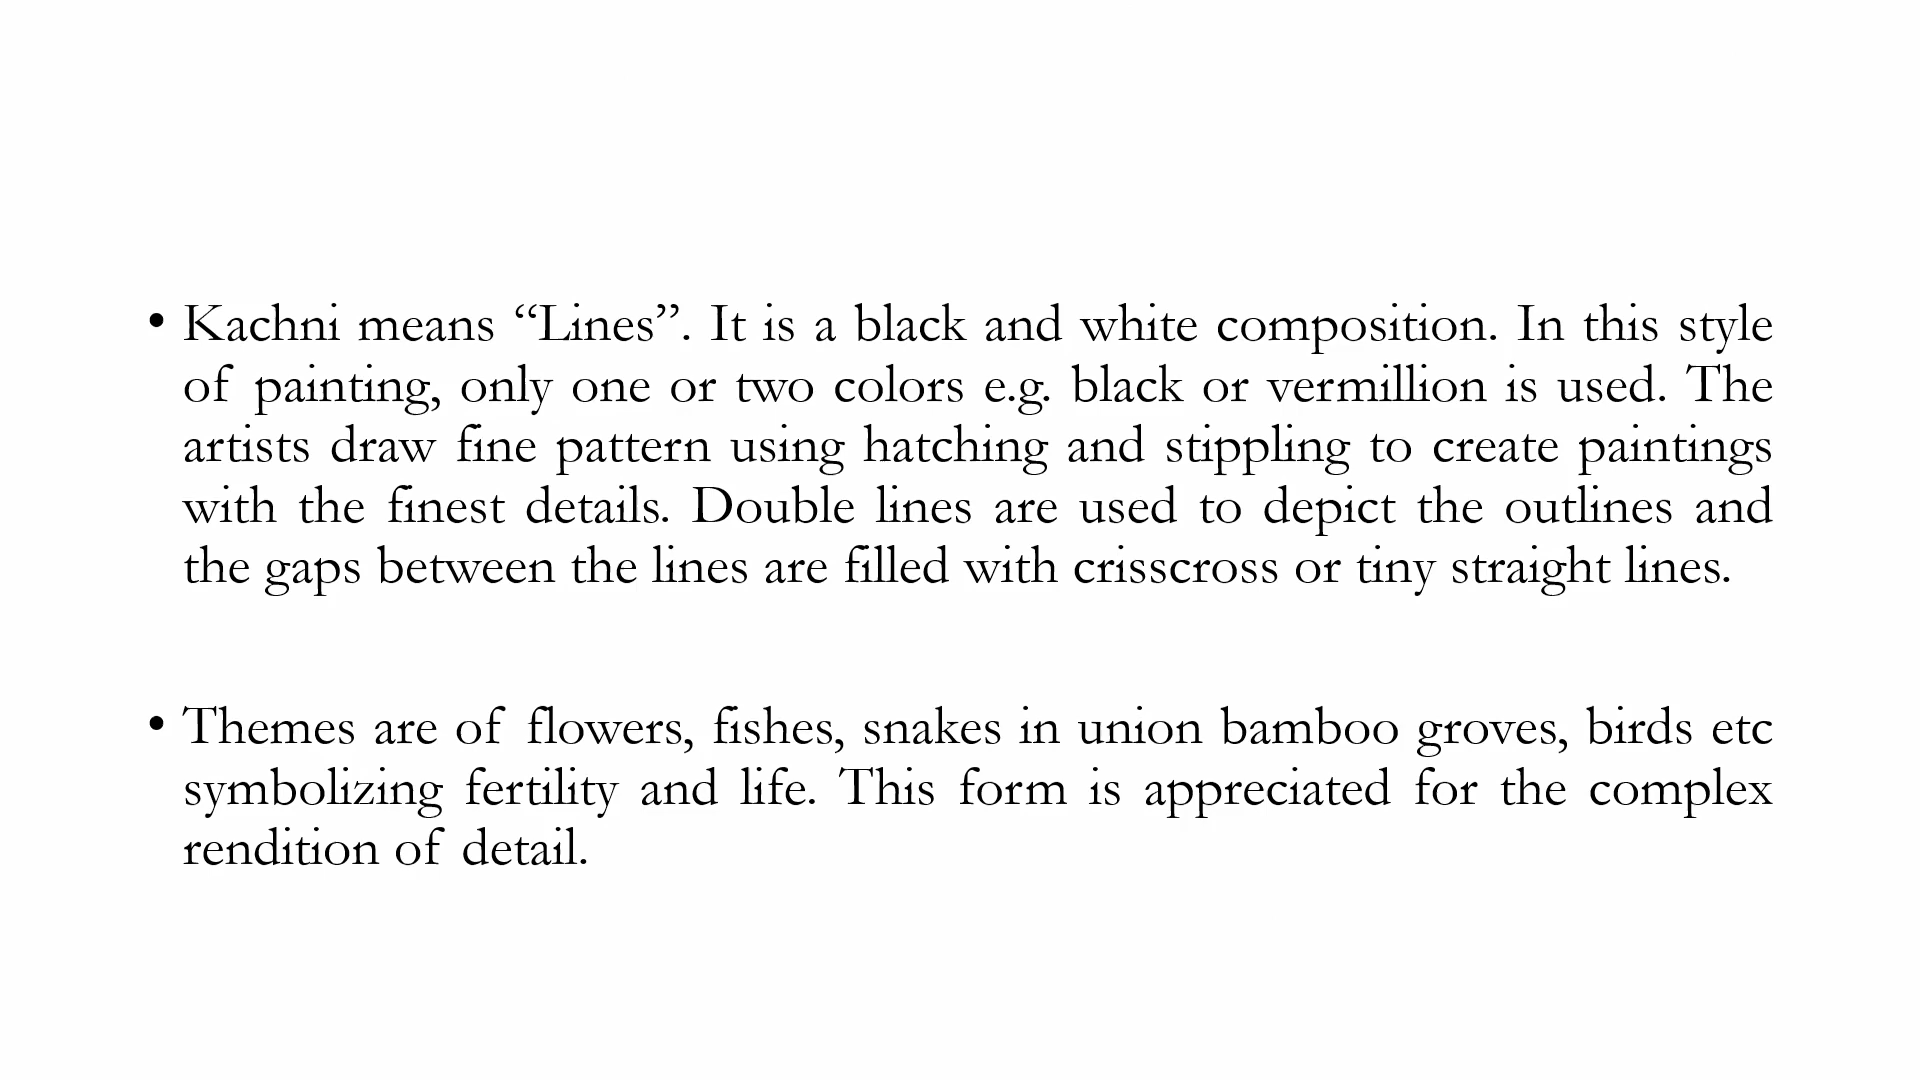 • Kachni means “Lines”. It is a black and white composition. In this style
of painting, only one or two colors e.g. black or vermillion is used. The
artists draw fine pattern using hatching and stippling to create paintings
with the finest details. Double lines are used to depict the outlines and
the gaps between the lines are filled with crisscross or tiny straight lines.
• Themes are of flowers, fishes, snakes in union bamboo groves, birds etc
symbolizing fertility and life. This form is appreciated for the complex
rendition of detail.